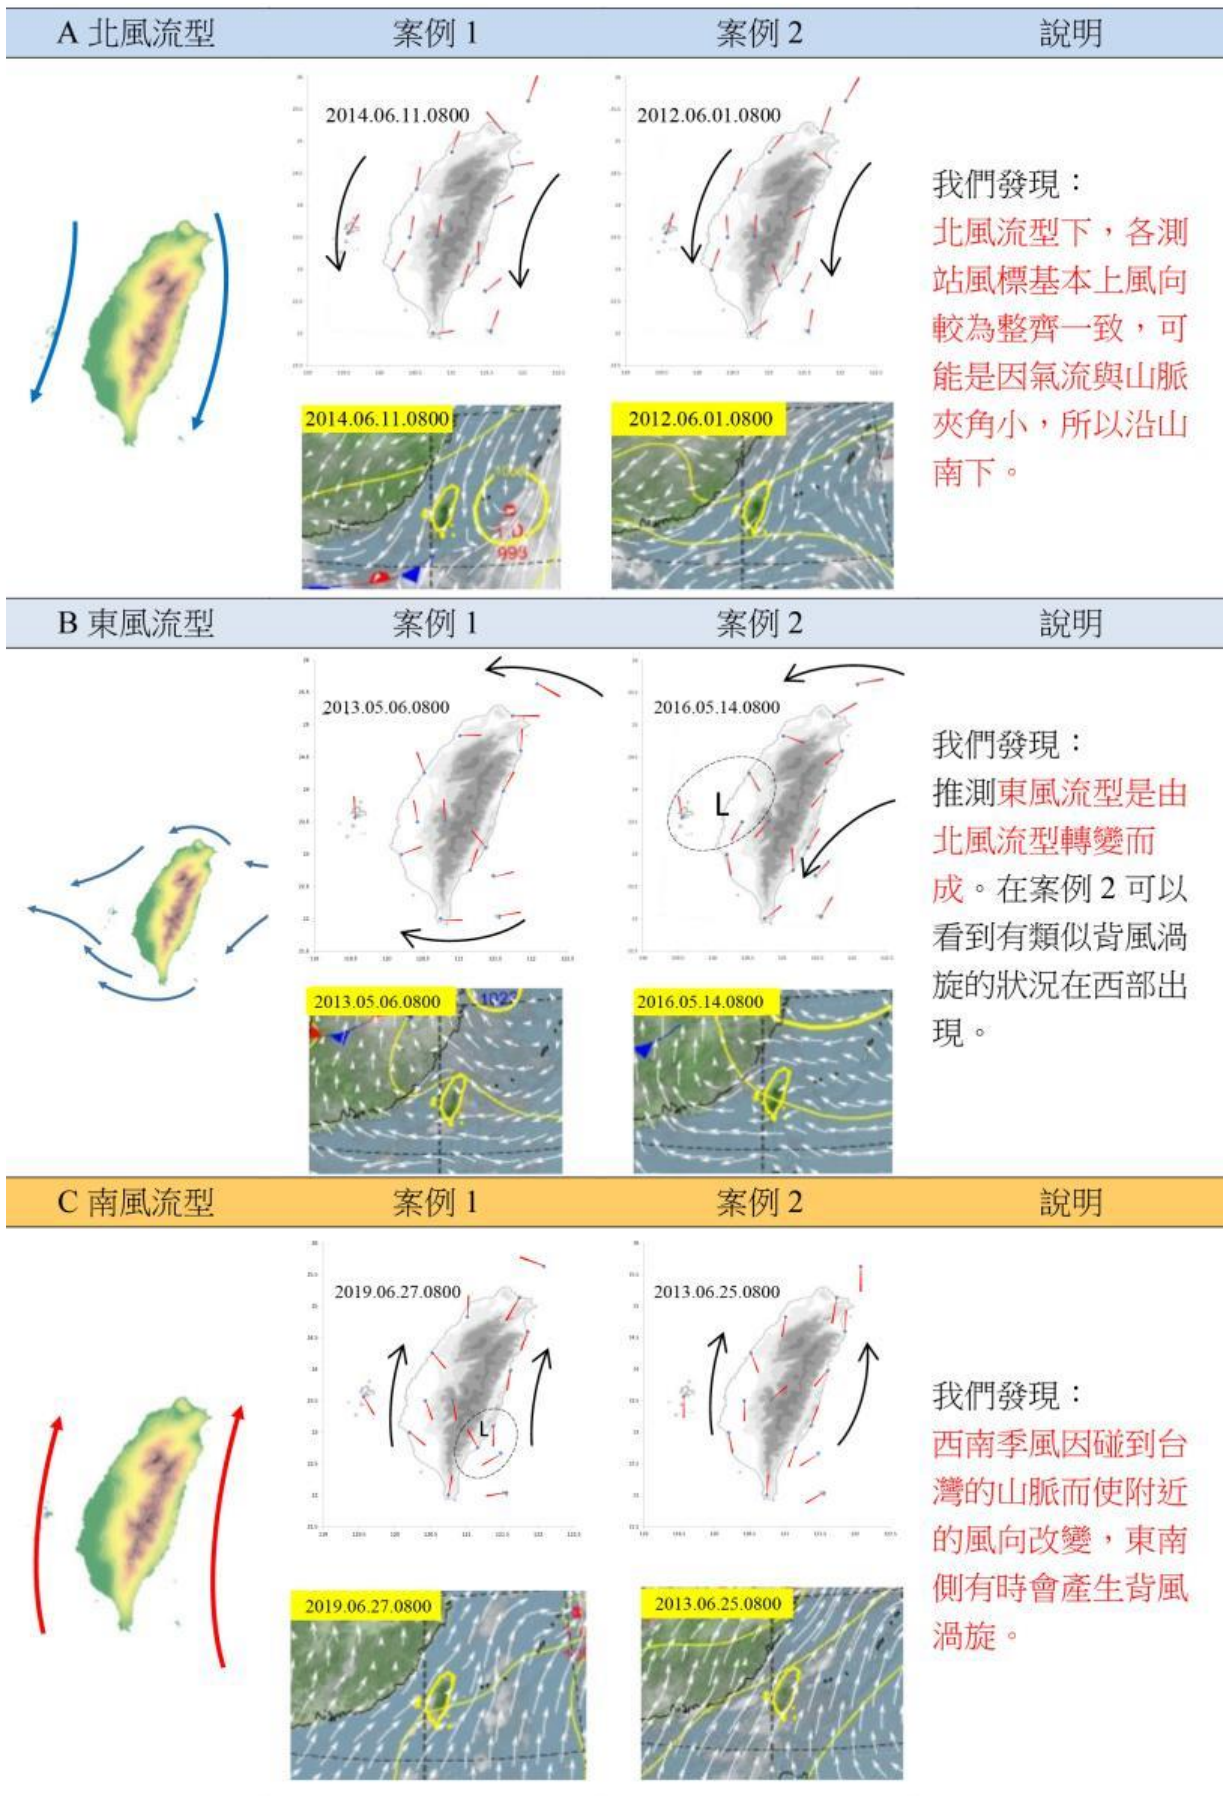 A 北風流型 案例 1 案例 2 說明
2014.06.11.0800
2012.06.01.0800
我們發現：
北風流型下，各測
站風標基本上風向
較為整齊一致，可
能是因氣流與山脈
夾角小，所以沿山
南下。
2014.06.11.0800
2012.06.01.0800
993
B 東風流型 案例 1 案例 2 說明
2013.05.06.0800
2016.05.14.0800
L
我們發現：
推測東風流型是由
北風流型轉變而
成。在案例 2 可以
看到有類似背風渦
旋的狀況在西部出
現。
2013.05.06.0800
1023
2016.05.14.0800
C 南風流型 案例 1 案例 2 說明
2019.06.27.0800
2013.06.25.0800
L
我們發現：
西南季風因碰到台
灣的山脈而使附近
的風向改變，東南
側有時會產生背風
渦旋。
2019.06.27.0800
2013.06.25.0800